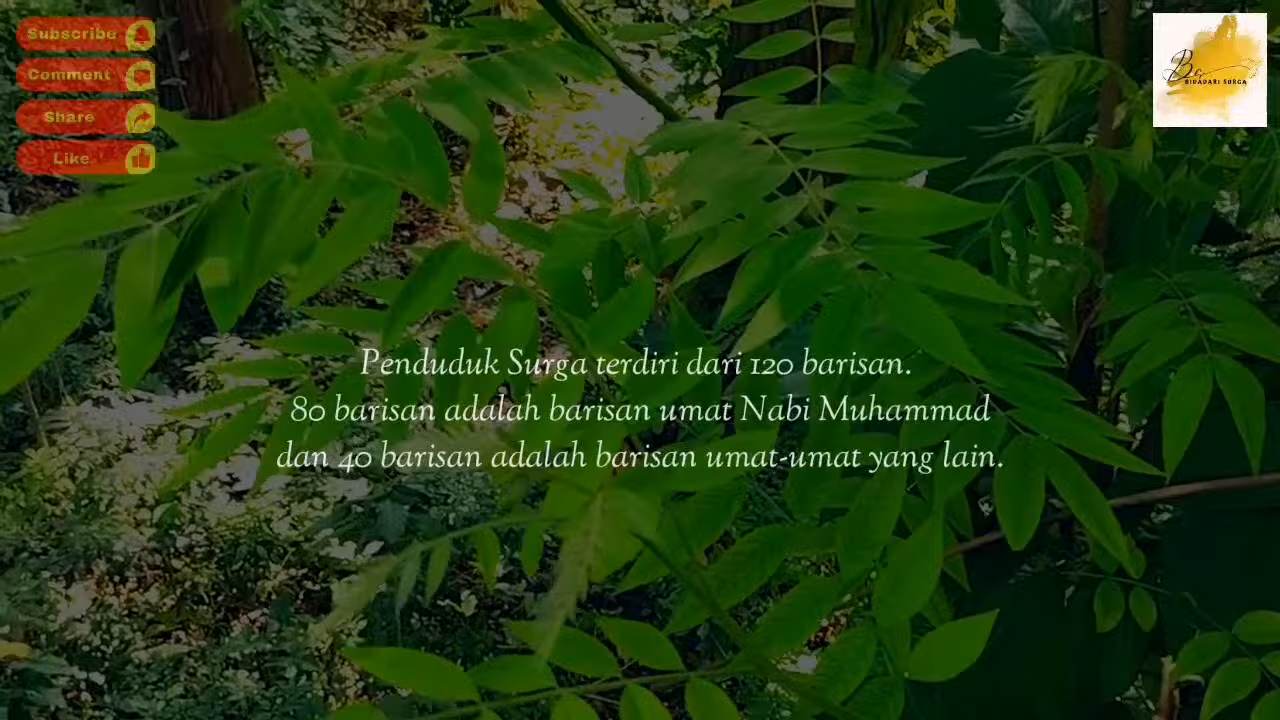 Subscribe
Comment
Share
Like
BIDADARI SURGA
Penduduk Surga terdiri dari 120 barisan.
80 barisan adalah barisan umat Nabi Muhammad
dan 40 barisan adalah barisan umat-umat yang lain.